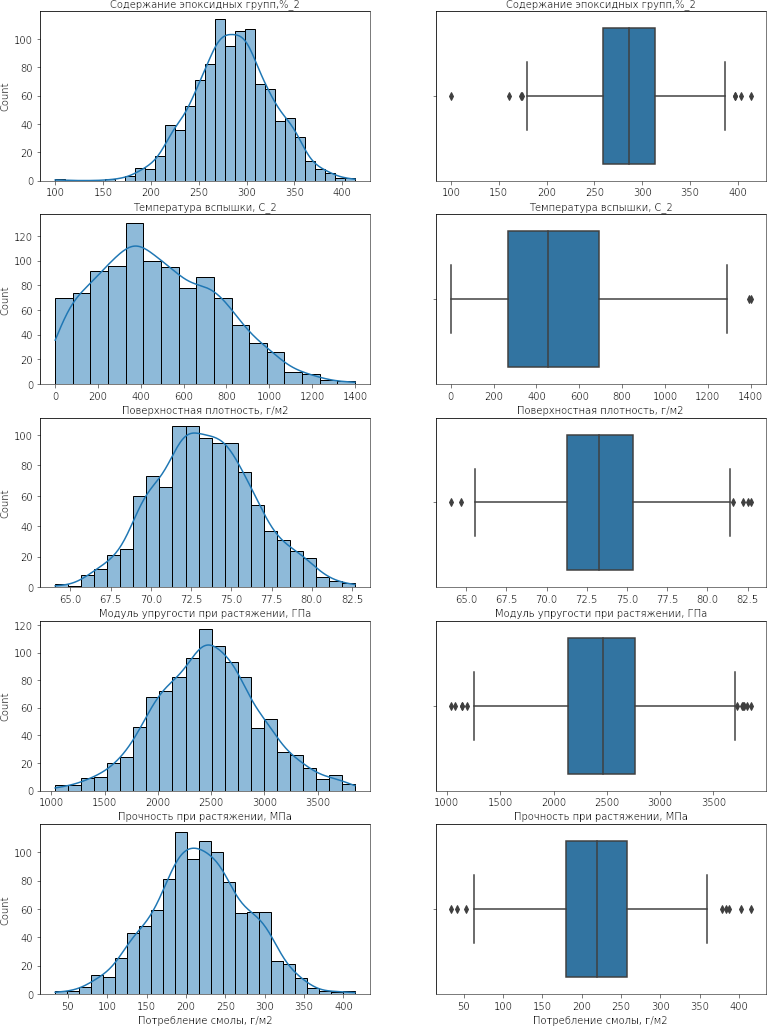 Содержание эпоксидных групп,%_2 Содержание эпоксидных групп,%_2
Count
100
80
60
40
20
0
100 150 200 250 300 350 400 100 150 200 250 300 350 400
Температура вспышки, С_2 Температура вспышки, С_2
Count
120
100
80
60
40
20
0
0 200 400 600 800 1000 1200 1400 0 200 400 600 800 1000 1200 1400
Поверхностная плотность, г/м2 Поверхностная плотность, г/м2
Count
100
80
60
40
20
0
65.0 67.5 70.0 72.5 75.0 77.5 80.0 82.5 65.0 67.5 70.0 72.5 75.0 77.5 80.0 82.5
Модуль упругости при растяжении, ГПа Модуль упругости при растяжении, ГПа
Count
120
100
80
60
40
20
0
1000 1500 2000 2500 3000 3500 1000 1500 2000 2500 3000 3500
Прочность при растяжении, МПа Прочность при растяжении, МПа
Count
100
80
60
40
20
0
50 100 150 200 250 300 350 400 50 100 150 200 250 300 350 400
Потребление смолы, г/м2 Потребление смолы, г/м2